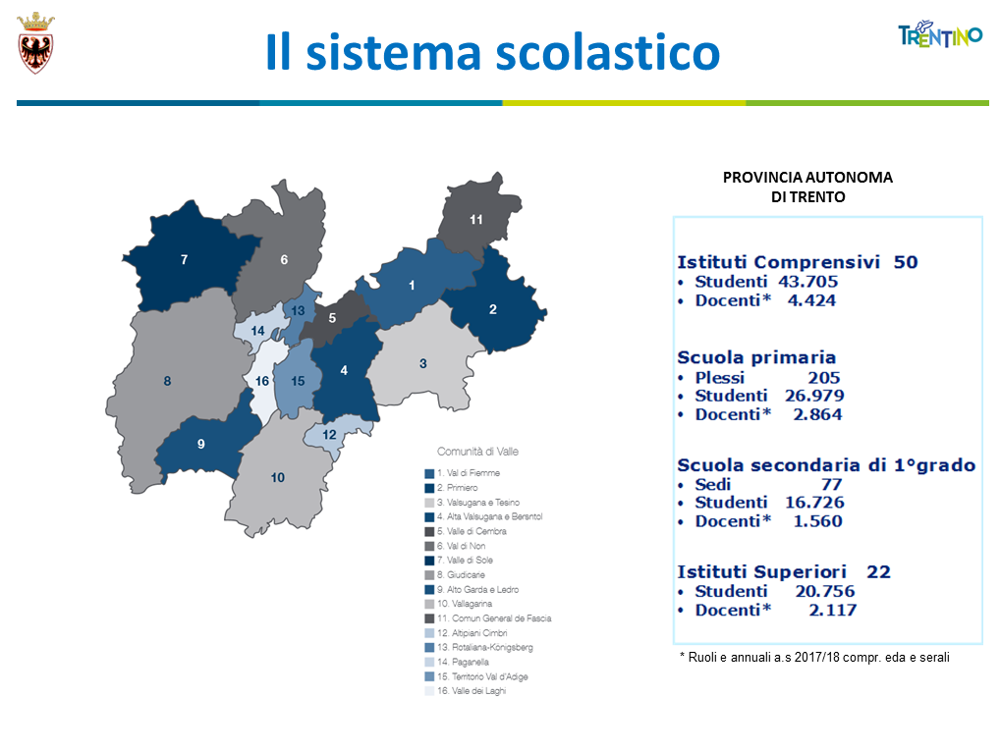 Il sistema scolastico
TRENTINO
PROVINCIA AUTONOMA
DI TRENTO
11
7
6
1
2
13
5
14
3
4
16
15
8
12
9
10
Comunità di Valle
1. Val di Fiemme
2. Primiero
3. Valsugana e Tesino
4. Alta Valsugana e Bersntol
5. Valle di Cembra
6. Val di Non
7. Valle di Sole
8. Giudicarie
9. Alto Garda e Ledro
10. Vallagarina
11. Comun General de Fascia
12. Altipiani Cimbri
13. Rotaliana-Königsberg
14. Paganella
15. Territorio Val d'Adige
16. Valle dei Laghi
Istituti Comprensivi 50
• Studenti 43.705
• Docenti* 4.424
Scuola primaria
• Plessi 205
• Studenti 26.979
• Docenti* 2.864
Scuola secondaria di 1°grado
• Sedi 77
• Studenti 16.726
• Docenti* 1.560
Istituti Superiori 22
• Studenti 20.756
• Docenti* 2.117
* Ruoli e annuali a.s 2017/18 compr. eda e serali